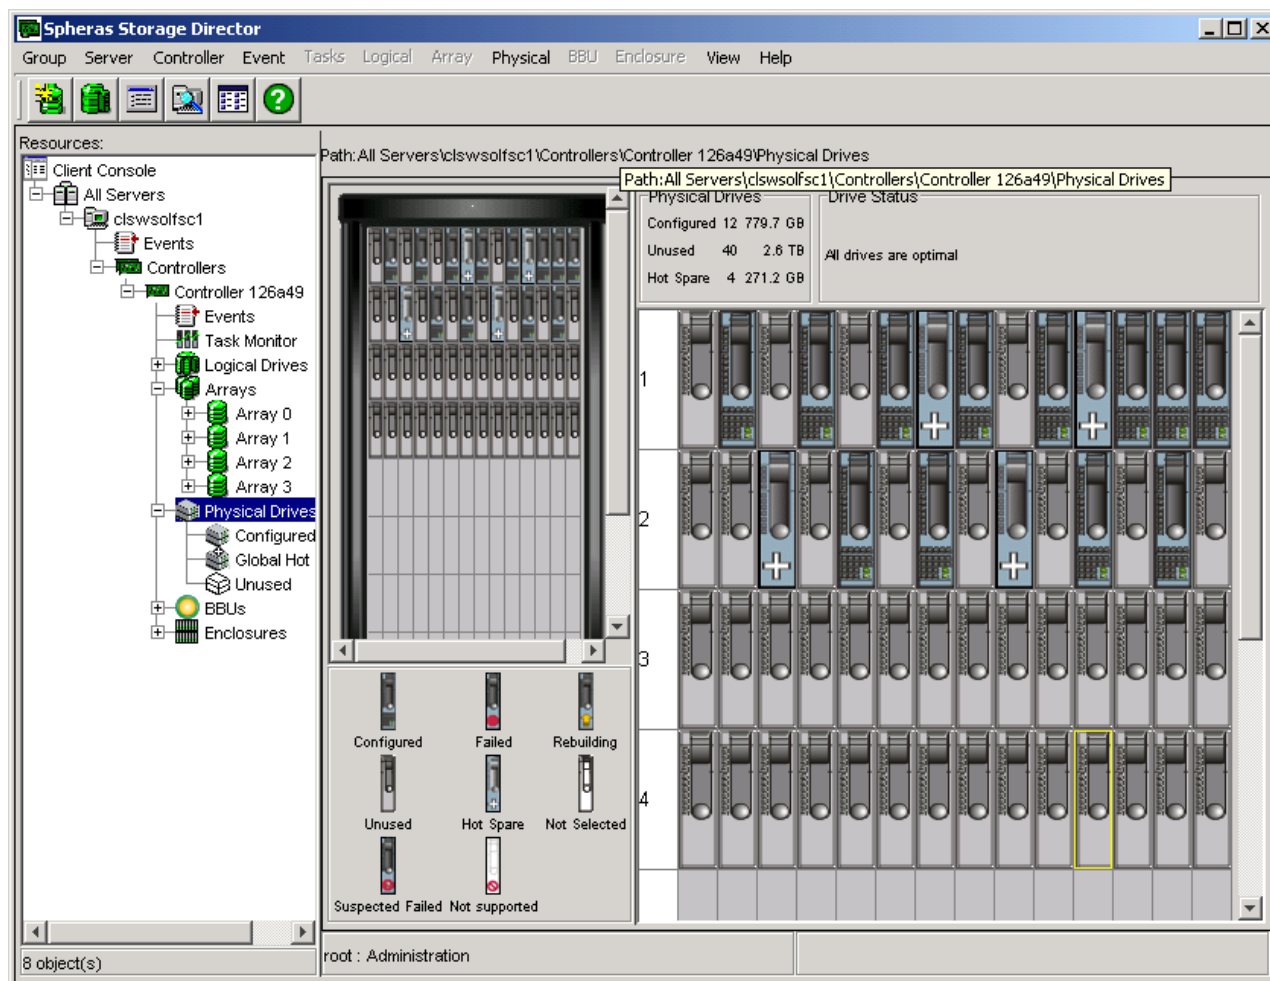 Spheras Storage Director
Group Server Controller Event Tasks Logical Array Physical BBU Enclosure View Help
Resources:
Client Console
All Servers
clswsolfsc1
Events
Controllers
Controller 126a49
Events
Task Monitor
Logical Drives
Arrays
Array 0
Array 1
Array 2
Array 3
Physical Drives
Configured
Global Hot
Unused
BBUs
Enclosures
8 object(s)
Path:All Servers\clswsolfsc1\Controllers\Controller 126a49\Physical Drives
Path:All Servers\clswsolfsc1\Controllers\Controller 126a49\Physical Drives
Physical Drives
Configured 12 779.7 GB
Unused 40 2.6 TB
Hot Spare 4 271.2 GB
Drive Status
All drives are optimal
1
2
3
4
Configured Failed Rebuilding
Unused Hot Spare Not Selected
Suspected Failed Not supported
root : Administration